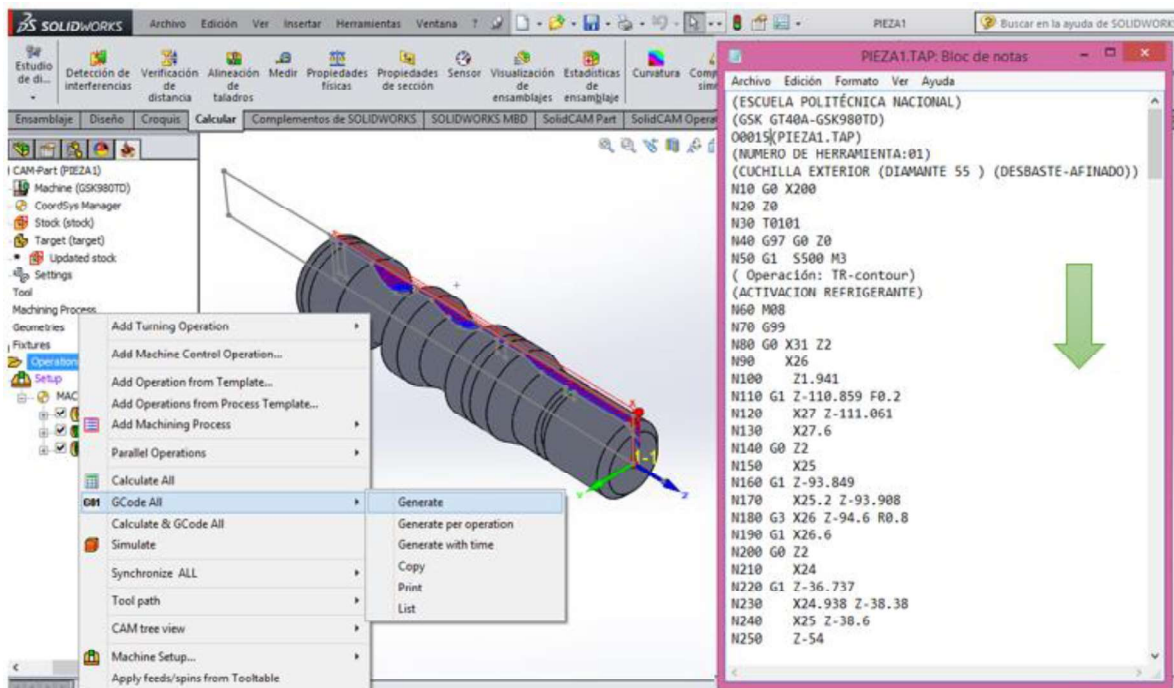 SOLIDWORKS Archivo Edición Ver Insertar Herramientas Ventana ? PIEZA1 Buscar en la ayuda de SOLIDWORK
Estudio de di...
Detección de interferencias
Verificación de distancia
Alineación de taladros
Medir
Propiedades físicas
Propiedades de sección
Sensor
Visualización de ensamblajes
Estadísticas de ensamblaje
Curvatura
Ensamblaje Diseño Croquis Calcular Complementos de SOLIDWORKS SOLIDWORKS MBD SolidCAM Part SolidCAM Opera
CAM-Part (PIEZA1)
Machine (GSK980TD)
CoordSys Manager
Stock (stock)
Target (target)
Updated stock
Settings
Tool
Machining Process
Geometries
Fixtures
Operation
Setup
MAC
Add Turning Operation
Add Machine Control Operation...
Add Operation from Template...
Add Operations from Process Template...
Add Machining Process
Parallel Operations
Calculate All
G01 GCode All
Calculate & GCode All
Simulate
Synchronize ALL
Tool path
CAM tree view
Machine Setup...
Apply feeds/spins from Tooltable
Generate
Generate per operation
Generate with time
Copy
Print
List
PIEZA1.TAP: Bloc de notas
Archivo Edición Formato Ver Ayuda
(ESCUELA POLITÉCNICA NACIONAL)
(GSK GT40A-GSK980TD)
O0015(PIEZA1.TAP)
(NUMERO DE HERRAMIENTA:01)
(CUCHILLA EXTERIOR (DIAMANTE 55 ) (DESBASTE-AFINADO))
N10 G0 X200
N20 Z0
N30 T0101
N40 G97 G0 Z0
N50 G1 S500 M3
( Operación: TR-contour)
(ACTIVACION REFRIGERANTE)
N60 M08
N70 G99
N80 G0 X31 Z2
N90 X26
N100 Z1.941
N110 G1 Z-110.859 F0.2
N120 X27 Z-111.061
N130 X27.6
N140 G0 Z2
N150 X25
N160 G1 Z-93.849
N170 X25.2 Z-93.908
N180 G3 X26 Z-94.6 R0.8
N190 G1 X26.6
N200 G0 Z2
N210 X24
N220 G1 Z-36.737
N230 X24.938 Z-38.38
N240 X25 Z-38.6
N250 Z-54